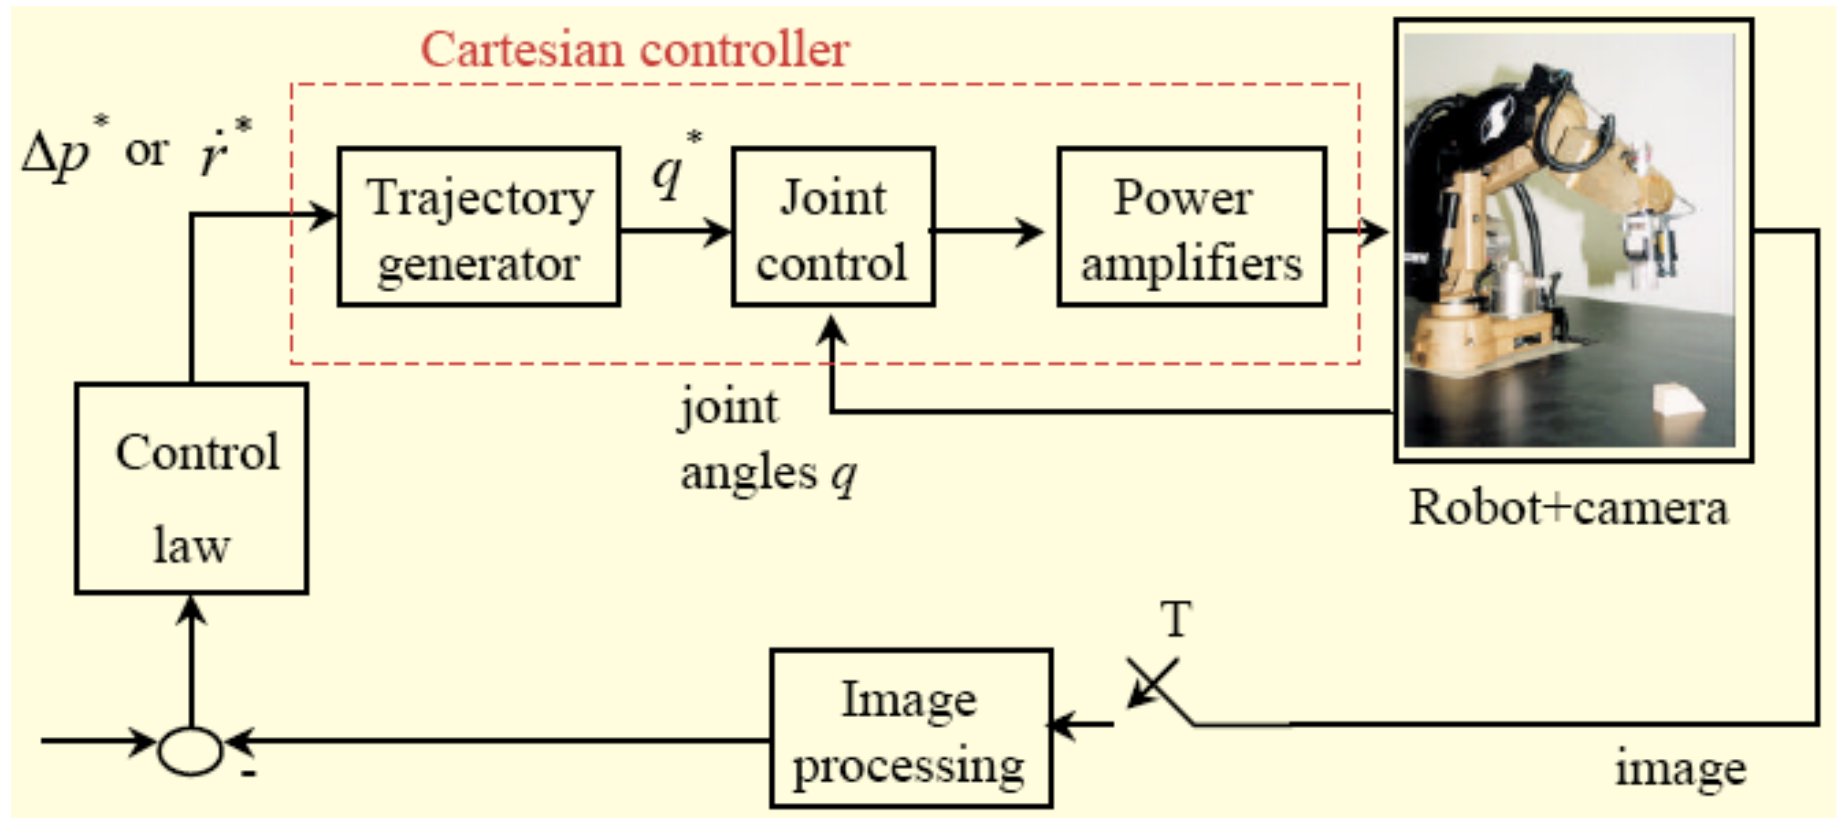 Cartesian controller
Δp* or ṙ*
Trajectory
generator
q*
Joint
control
Power
amplifiers
joint
angles q
Robot+camera
Control
law
T
Image
processing
-
image